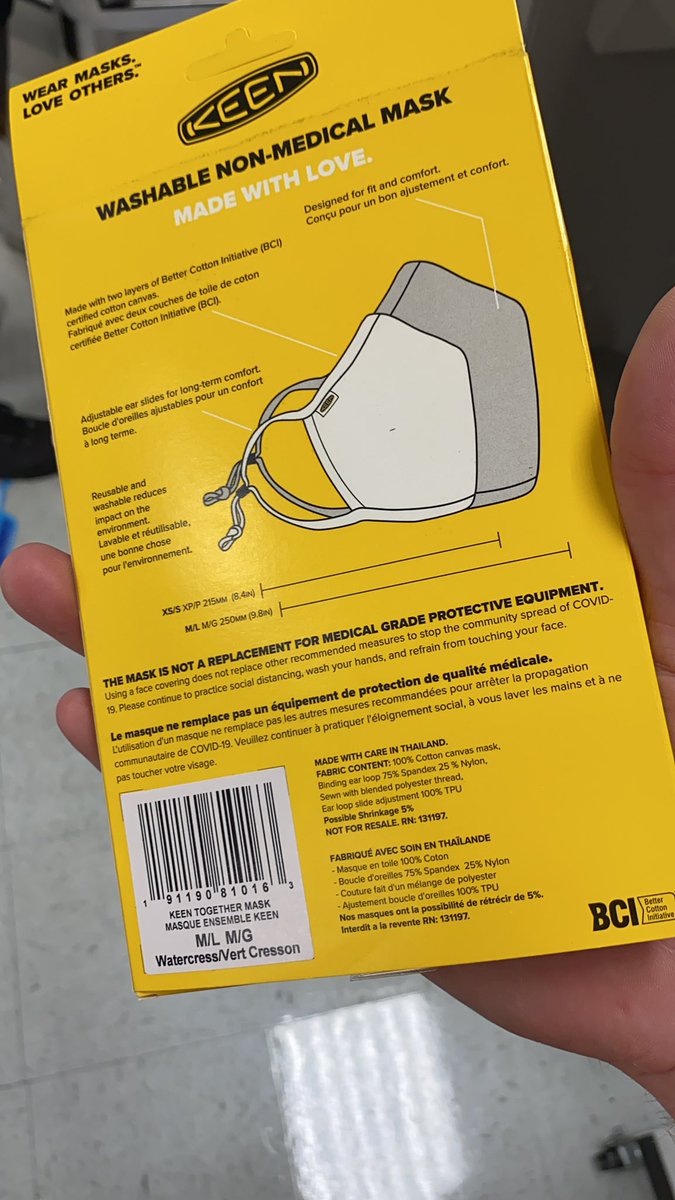 WEAR MASKS.
LOVE OTHERS.™
KEEN
WASHABLE NON-MEDICAL MASK
MADE WITH LOVE.
Designed for fit and comfort.
Conçu pour un bon ajustement et confort.
Made with two layers of Better Cotton Initiative (BCI)
certified cotton canvas.
Fabriqué avec deux couches de toile de coton
certifiée Better Cotton Initiative (BCI).
Adjustable ear slides for long-term comfort.
Boucle d'oreilles ajustables pour un confort
à long terme.
KEEN
Reusable and
washable reduces
impact on the
environment.
Lavable et réutilisable,
une bonne chose
pour l'environnement.
XS/S XP/P 215MM (8.4IN)
M/L M/G 250MM (9.8IN)
THE MASK IS NOT A REPLACEMENT FOR MEDICAL GRADE PROTECTIVE EQUIPMENT.
Using a face covering does not replace other recommended measures to stop the community spread of COVID-
19. Please continue to practice social distancing, wash your hands, and refrain from touching your face.
Le masque ne remplace pas un équipement de protection de qualité médicale.
L'utilisation d'un masque ne remplace pas les autres mesures recommandées pour arrêter la propagation
communautaire de COVID-19. Veuillez continuer à pratiquer l'éloignement social, à vous laver les mains et à ne
pas toucher votre visage.
MADE WITH CARE IN THAILAND.
FABRIC CONTENT: 100% Cotton canvas mask,
Binding ear loop 75% Spandex 25 % Nylon,
Sewn with blended polyester thread,
Ear loop slide adjustment 100% TPU
Possible Shrinkage 5%
NOT FOR RESALE. RN: 131197.
FABRIQUÉ AVEC SOIN EN THAÏLANDE
- Masque en toile 100% Coton
- Boucle d'oreilles 75% Spandex 25% Nylon
- Couture fait d'un mélange de polyester
- Ajustement boucle d'oreilles 100% TPU
Nos masques ont la possibilité de rétrécir de 5%.
Interdit a la revente RN: 131197.
1 91190 81016 3
KEEN TOGETHER MASK
MASQUE ENSEMBLE KEEN
M/L M/G
Watercress/Vert Cresson
BCI Better
Cotton
Initiative